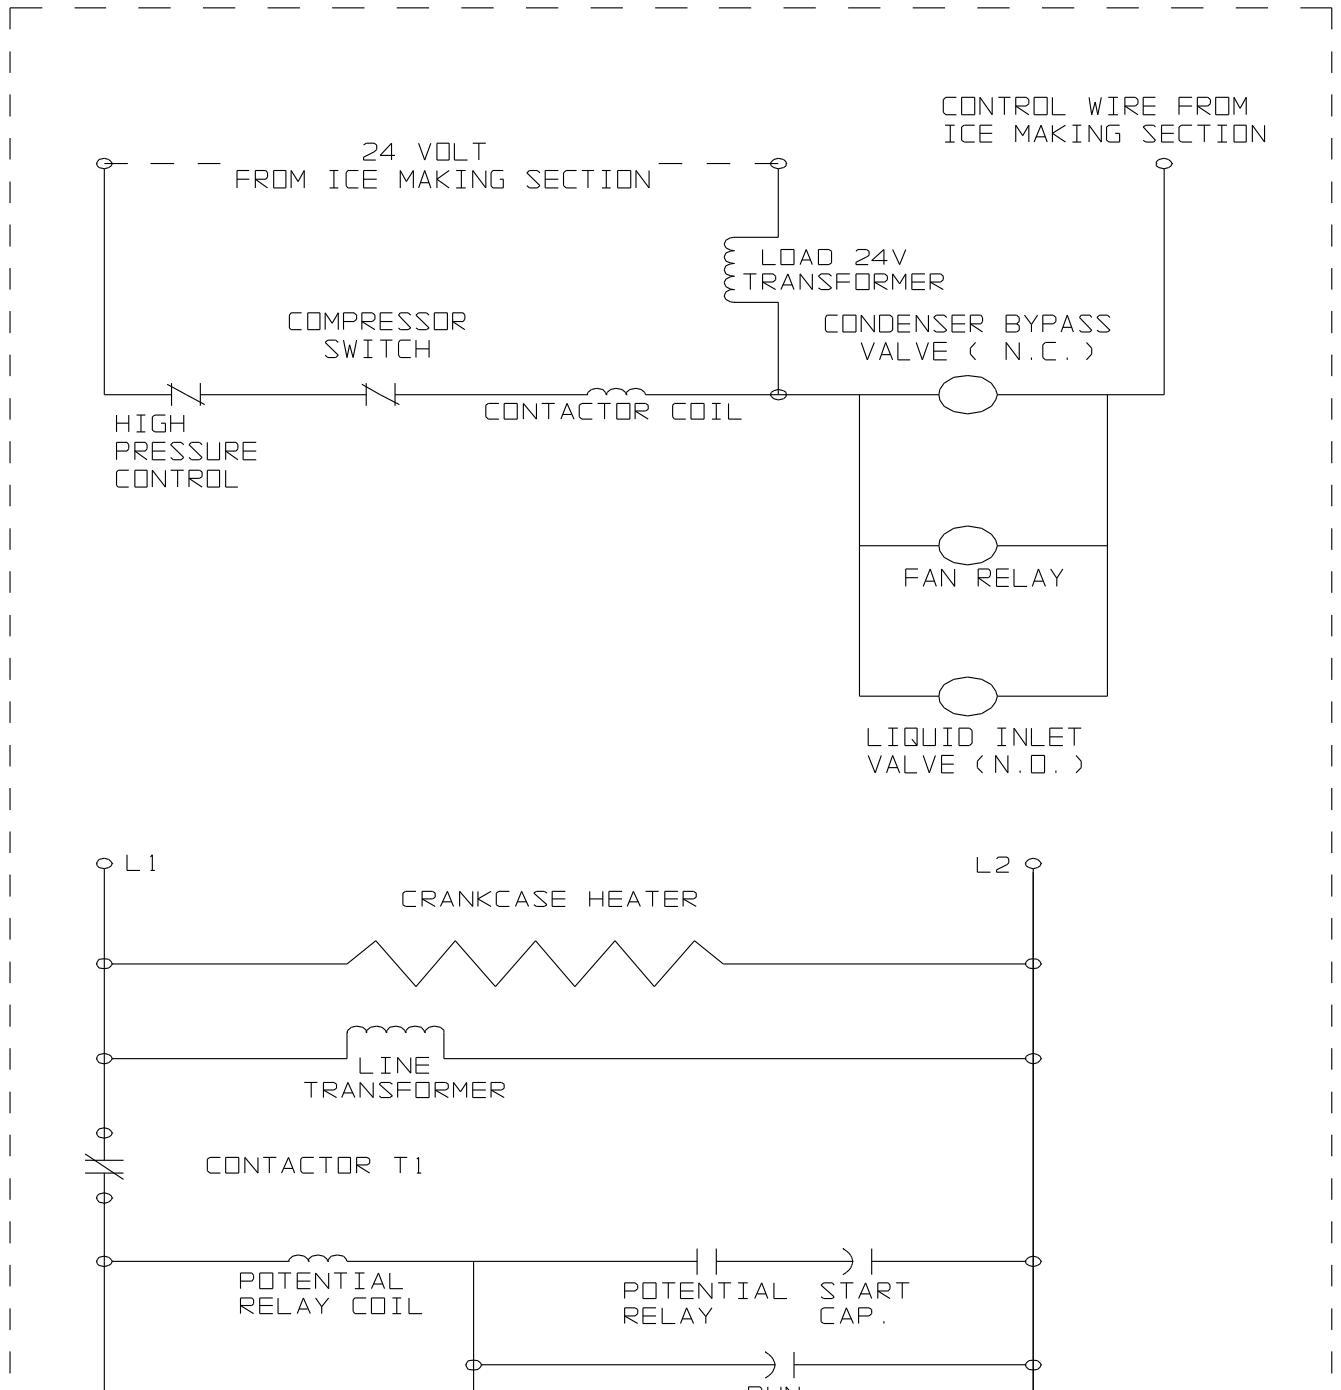 CONTROL WIRE FROM
ICE MAKING SECTION
24 VOLT
FROM ICE MAKING SECTION
LOAD 24V
TRANSFORMER
COMPRESSOR
SWITCH
CONDENSER BYPASS
VALVE ( N.C. )
CONTACTOR COIL
HIGH
PRESSURE
CONTROL
FAN RELAY
LIQUID INLET
VALVE (N.O. )
L1
L2
CRANKCASE HEATER
LINE
TRANSFORMER
CONTACTOR T1
POTENTIAL
RELAY COIL
POTENTIAL
RELAY
START
CAP.